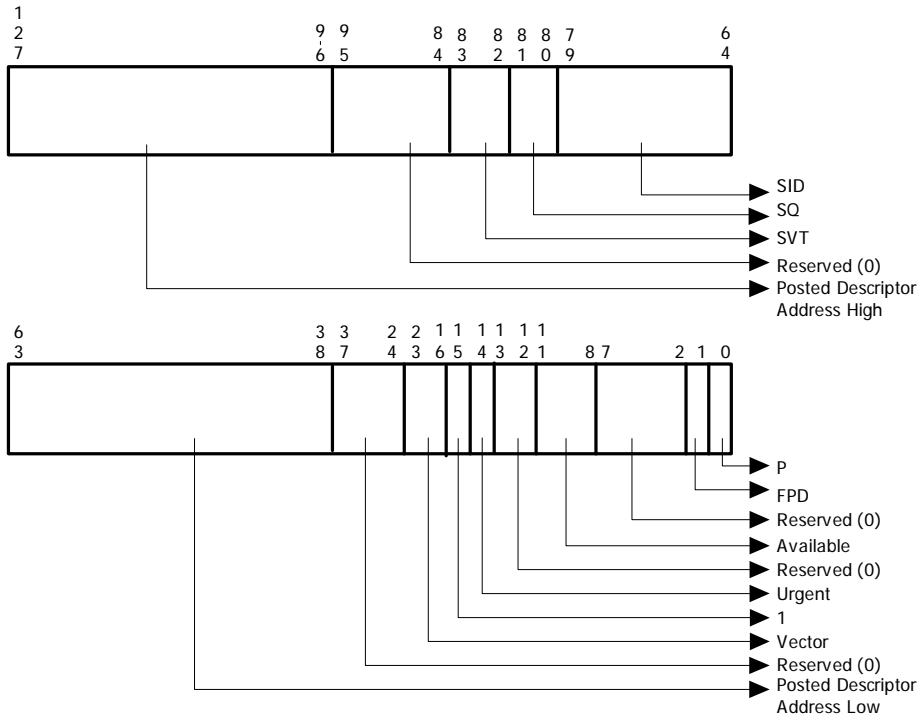 1
2 9 9 8 8 8 8 8 7 6
7 6 5 4 3 2 1 0 9 4
SID
SQ
SVT
Reserved (0)
Posted Descriptor
Address High
6 3 3 2 2 1 1 1 1 1 1
3 8 7 4 3 6 5 4 3 2 1 8 7 2 1 0
P
FPD
Reserved (0)
Available
Reserved (0)
Urgent
1
Vector
Reserved (0)
Posted Descriptor
Address Low